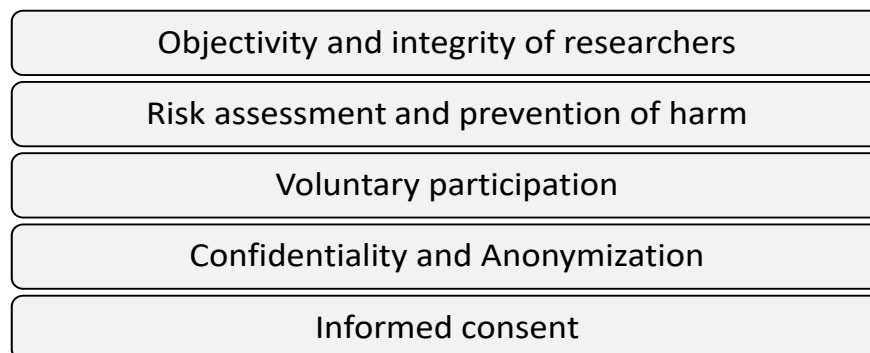 Objectivity and integrity of researchers
Risk assessment and prevention of harm
Voluntary participation
Confidentiality and Anonymization
Informed consent